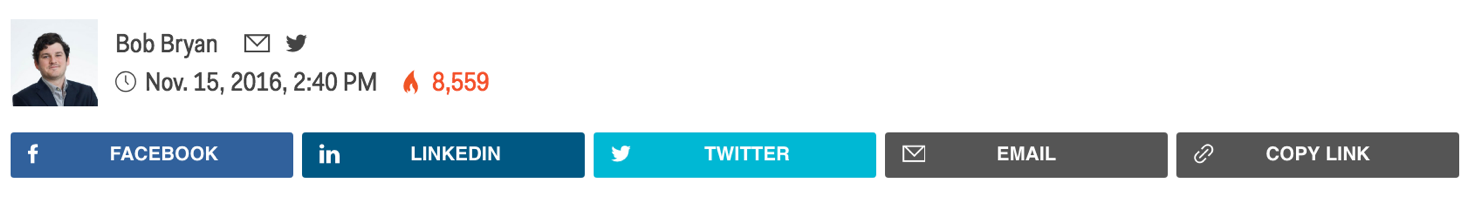 Bob Bryan
Nov. 15, 2016, 2:40 PM 8,559
FACEBOOK LINKEDIN TWITTER EMAIL COPY LINK